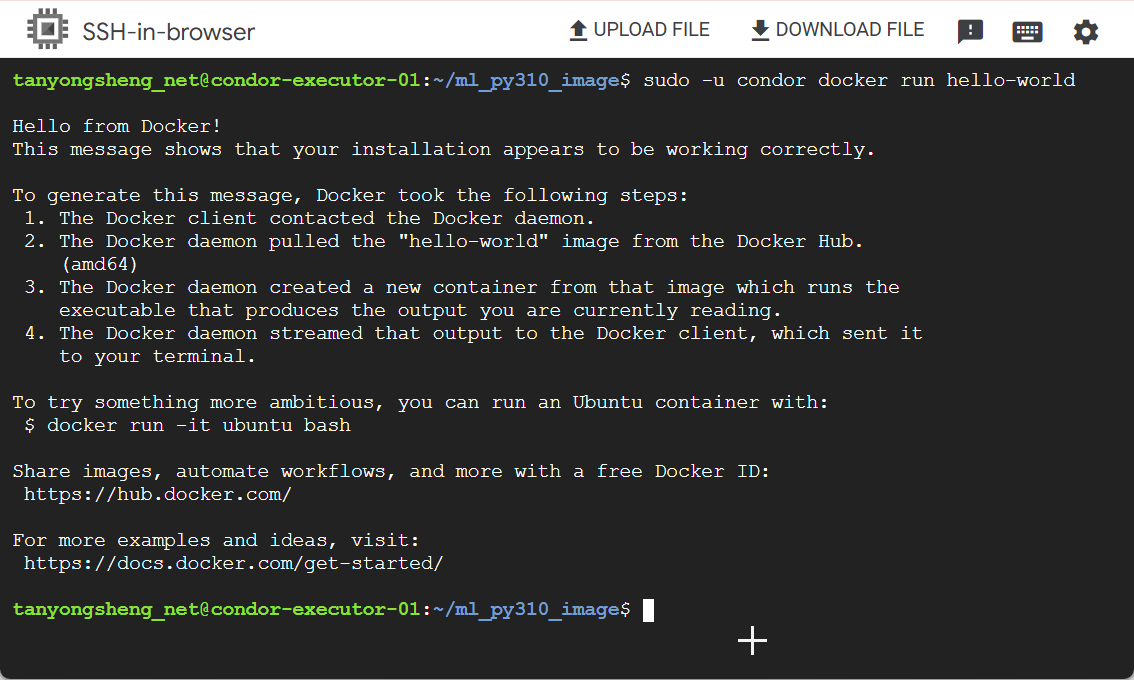 SSH-in-browser
UPLOAD FILE
DOWNLOAD FILE
tanyongsheng_net@condor-executor-01:~/ml_py310_image$ sudo -u condor docker run hello-world
Hello from Docker!
This message shows that your installation appears to be working correctly.
To generate this message, Docker took the following steps:
1. The Docker client contacted the Docker daemon.
2. The Docker daemon pulled the "hello-world" image from the Docker Hub.
(amd64)
3. The Docker daemon created a new container from that image which runs the
executable that produces the output you are currently reading.
4. The Docker daemon streamed that output to the Docker client, which sent it
to your terminal.
To try something more ambitious, you can run an Ubuntu container with:
$ docker run -it ubuntu bash
Share images, automate workflows, and more with a free Docker ID:
https://hub.docker.com/
For more examples and ideas, visit:
https://docs.docker.com/get-started/
tanyongsheng_net@condor-executor-01:~/ml_py310_image$